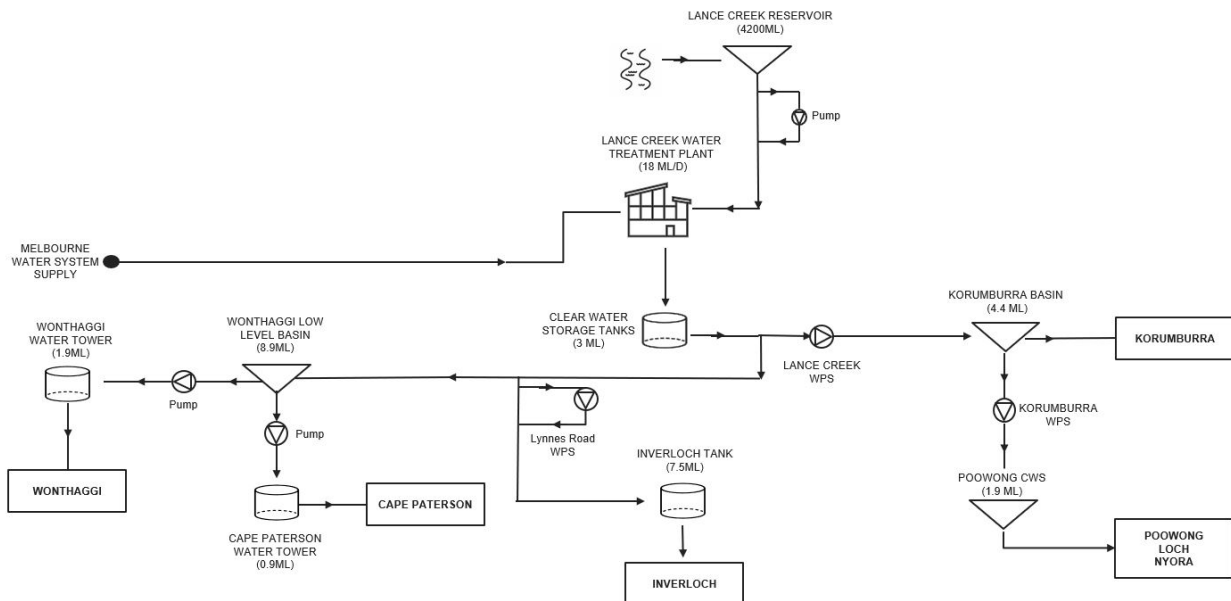 LANCE CREEK RESERVOIR
(4200ML)
Pump
LANCE CREEK WATER
TREATMENT PLANT
(18 ML/D)
MELBOURNE
WATER SYSTEM
SUPPLY
CLEAR WATER
STORAGE TANKS
(3 ML)
LANCE CREEK
WPS
KORUMBURRA BASIN
(4.4 ML)
KORUMBURRA
WONTHAGGI
WATER TOWER
(1.9ML)
WONTHAGGI LOW
LEVEL BASIN
(8.9ML)
Pump
Pump
Lynnes Road
WPS
KORUMBURRA
WPS
INVERLOCH TANK
(7.5ML)
POOWONG CWS
(1.9 ML)
WONTHAGGI
CAPE PATERSON
CAPE PATERSON
WATER TOWER
(0.9ML)
INVERLOCH
POOWONG
LOCH
NYORA